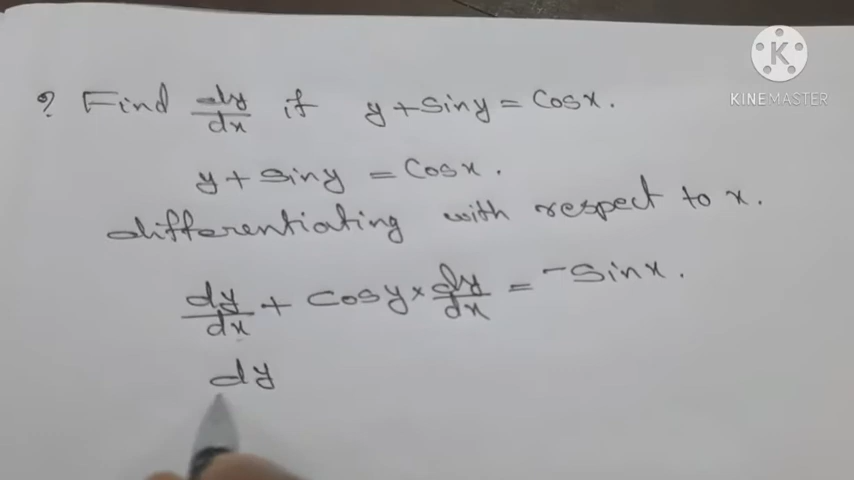 ? Find dy/dx if y + siny = Cosx.
y + siny = Cosx.
differentiating with respect to x.
dy/dx + cosy × dy/dx = -sinx.
dy
K
KINEMASTER